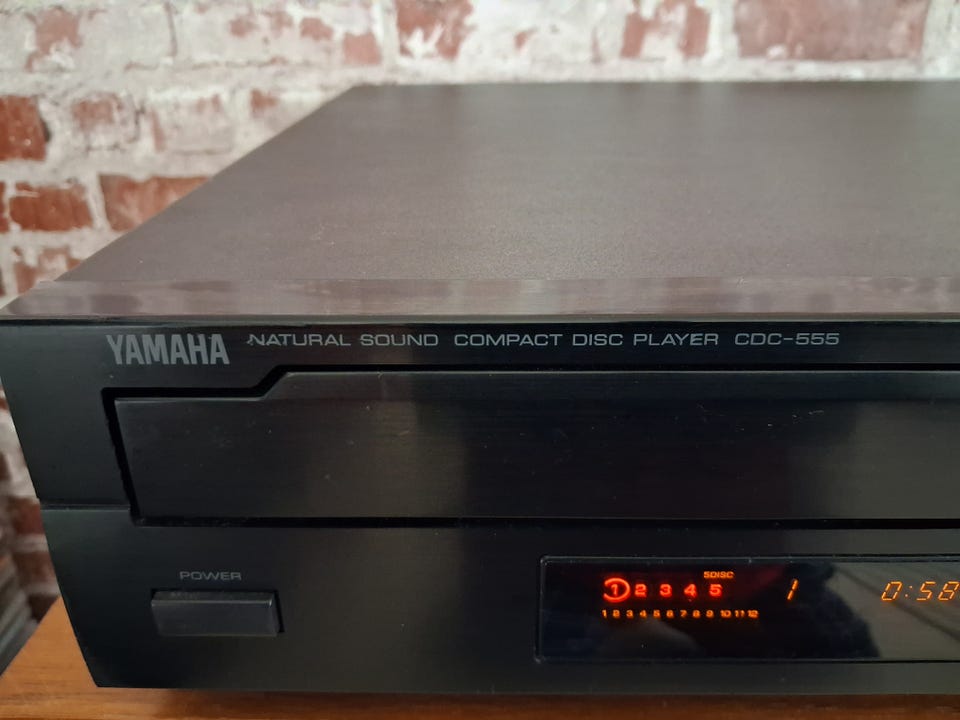 YAMAHA NATURAL SOUND COMPACT DISC PLAYER CDC-555
POWER
5DISC
1 2 3 4 5 1 0:58
1 2 3 4 5 6 7 8 9 10 11 12